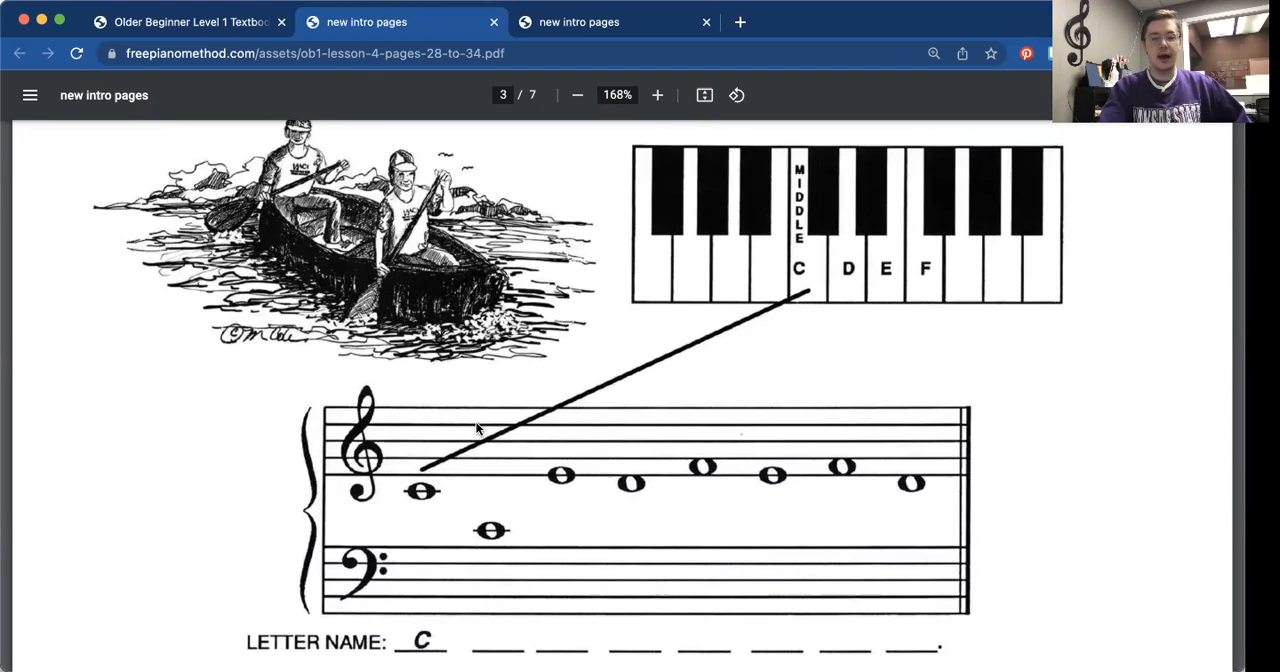 Older Beginner Level 1 Textboo
new intro pages
new intro pages
freepianomethod.com/assets/ob1-lesson-4-pages-28-to-34.pdf
new intro pages
3 / 7
168%
MIDDLE
C D E F
LETTER NAME: C